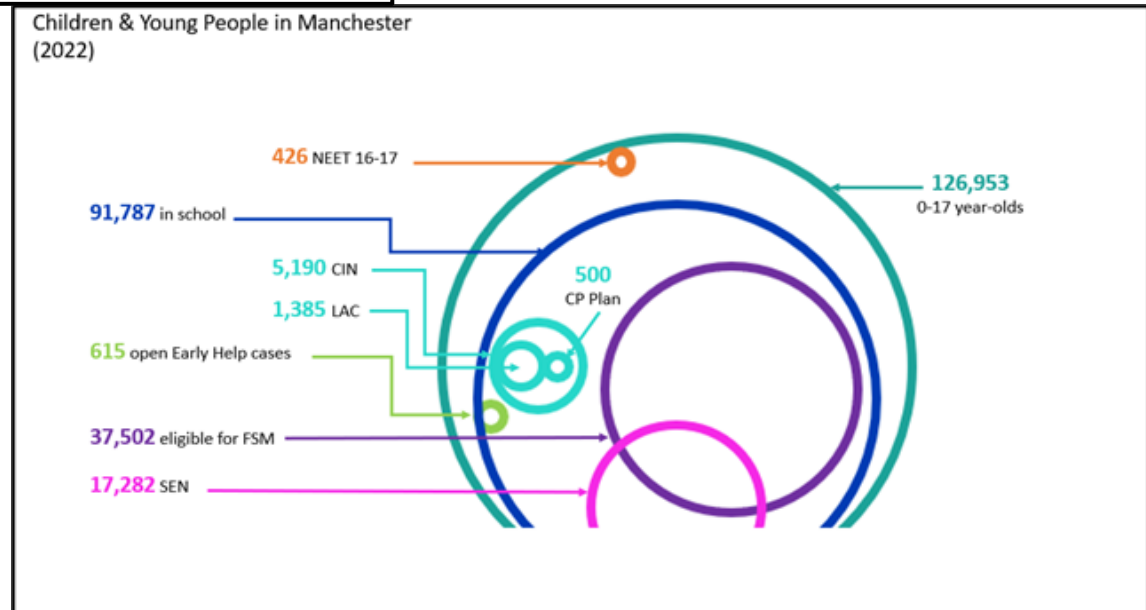 Children & Young People in Manchester
(2022)
426 NEET 16-17
126,953
0-17 year-olds
91,787 in school
5,190 CIN
500
CP Plan
1,385 LAC
615 open Early Help cases
37,502 eligible for FSM
17,282 SEN